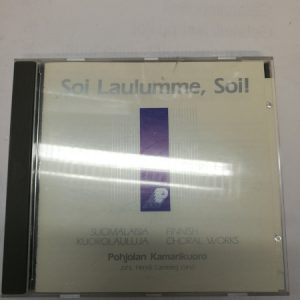 Soi Laulumme, Soi!
SUOMALAISIA
KUOROLAULUJA
FINNISH
CHORAL WORKS
Pohjolan Kamarikuoro